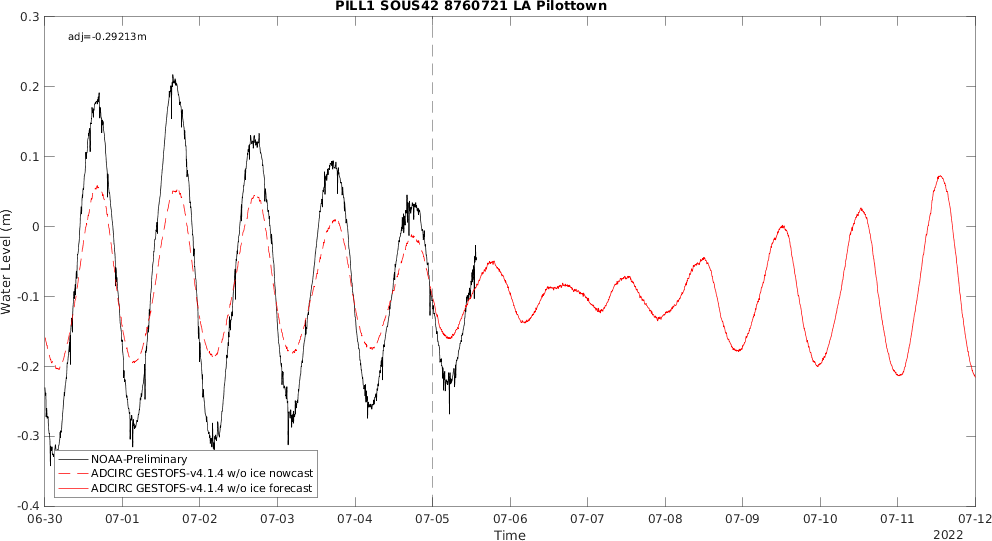 PILL1 SOUS42 8760721 LA Pilottown
adj=-0.29213m
Water Level (m)
0.3
0.2
0.1
0
-0.1
-0.2
-0.3
-0.4
NOAA-Preliminary
ADCIRC GESTOFS-v4.1.4 w/o ice nowcast
ADCIRC GESTOFS-v4.1.4 w/o ice forecast
06-30 07-01 07-02 07-03 07-04 07-05 07-06 07-07 07-08 07-09 07-10 07-11 07-12
Time
2022